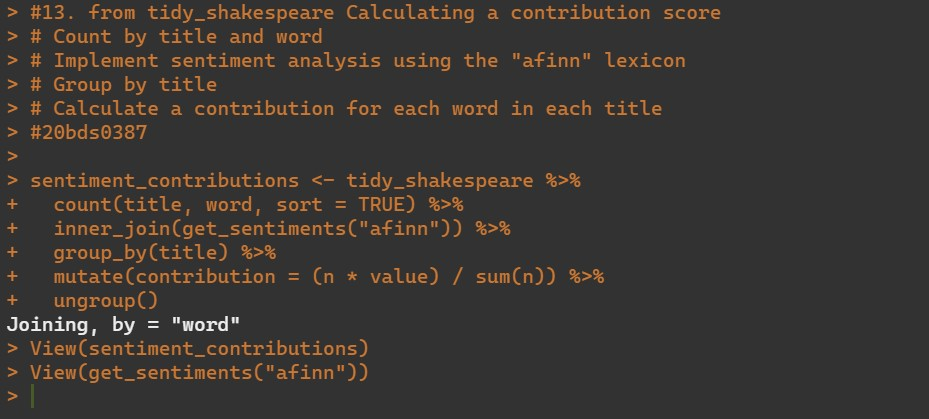 > #13. from tidy_shakespeare Calculating a contribution score
> # Count by title and word
> # Implement sentiment analysis using the "afinn" lexicon
> # Group by title
> # Calculate a contribution for each word in each title
> #20bds0387
>
> sentiment_contributions <- tidy_shakespeare %>%
+   count(title, word, sort = TRUE) %>%
+   inner_join(get_sentiments("afinn")) %>%
+   group_by(title) %>%
+   mutate(contribution = (n * value) / sum(n)) %>%
+   ungroup()
Joining, by = "word"
> View(sentiment_contributions)
> View(get_sentiments("afinn"))
>